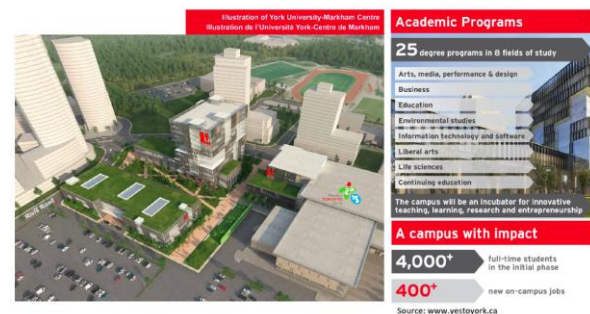 Illustration of York University-Markham Centre
Illustration de l'Université York-Centre de Markham
Rivis Road
Academic Programs
25 degree programs in 8 fields of study
Arts, media, performance & design
Business
Education
Environmental studies
Information technology and software
Liberal arts
Life sciences
Continuing education
The campus will be an incubator for innovative
teaching, learning, research and entrepreneurship
A campus with impact
4,000+ full-time students
in the initial phase
400+ new on-campus jobs
Source: www.yestoyork.ca